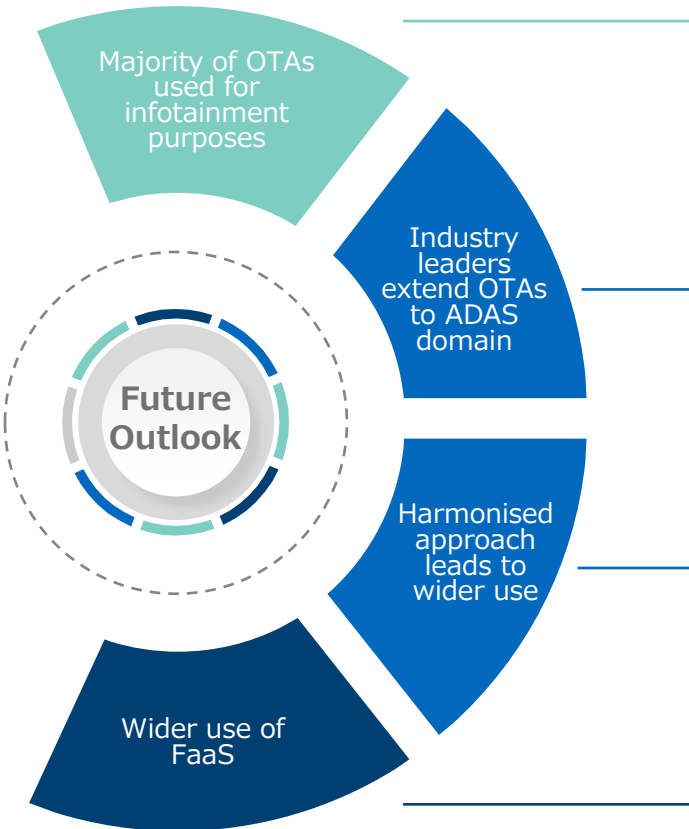 Majority of OTAs
used for
infotainment
purposes
Industry
leaders
extend OTAs
to ADAS
domain
Future
Outlook
Harmonised
approach
leads to
wider use
Wider use of
FaaS